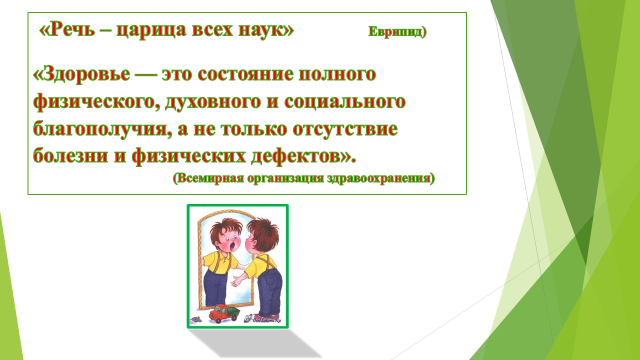 «Речь – царица всех наук» Еврипид)
«Здоровье — это состояние полного
физического, духовного и социального
благополучия, а не только отсутствие
болезни и физических дефектов».
(Всемирная организация здравоохранения)